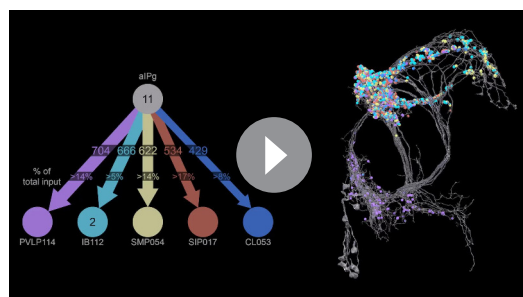 aIPg
11
704 666 622 534 429
% of
total input
>14% >5% >14% >17% >8%
2
PVLP114 IB112 SMP054 SIP017 CL053